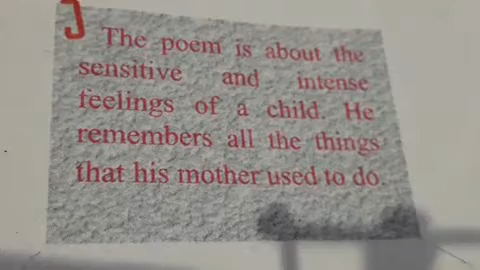 The poem is about the
sensitive and intense
feelings of a child. He
remembers all the things
that his mother used to do.